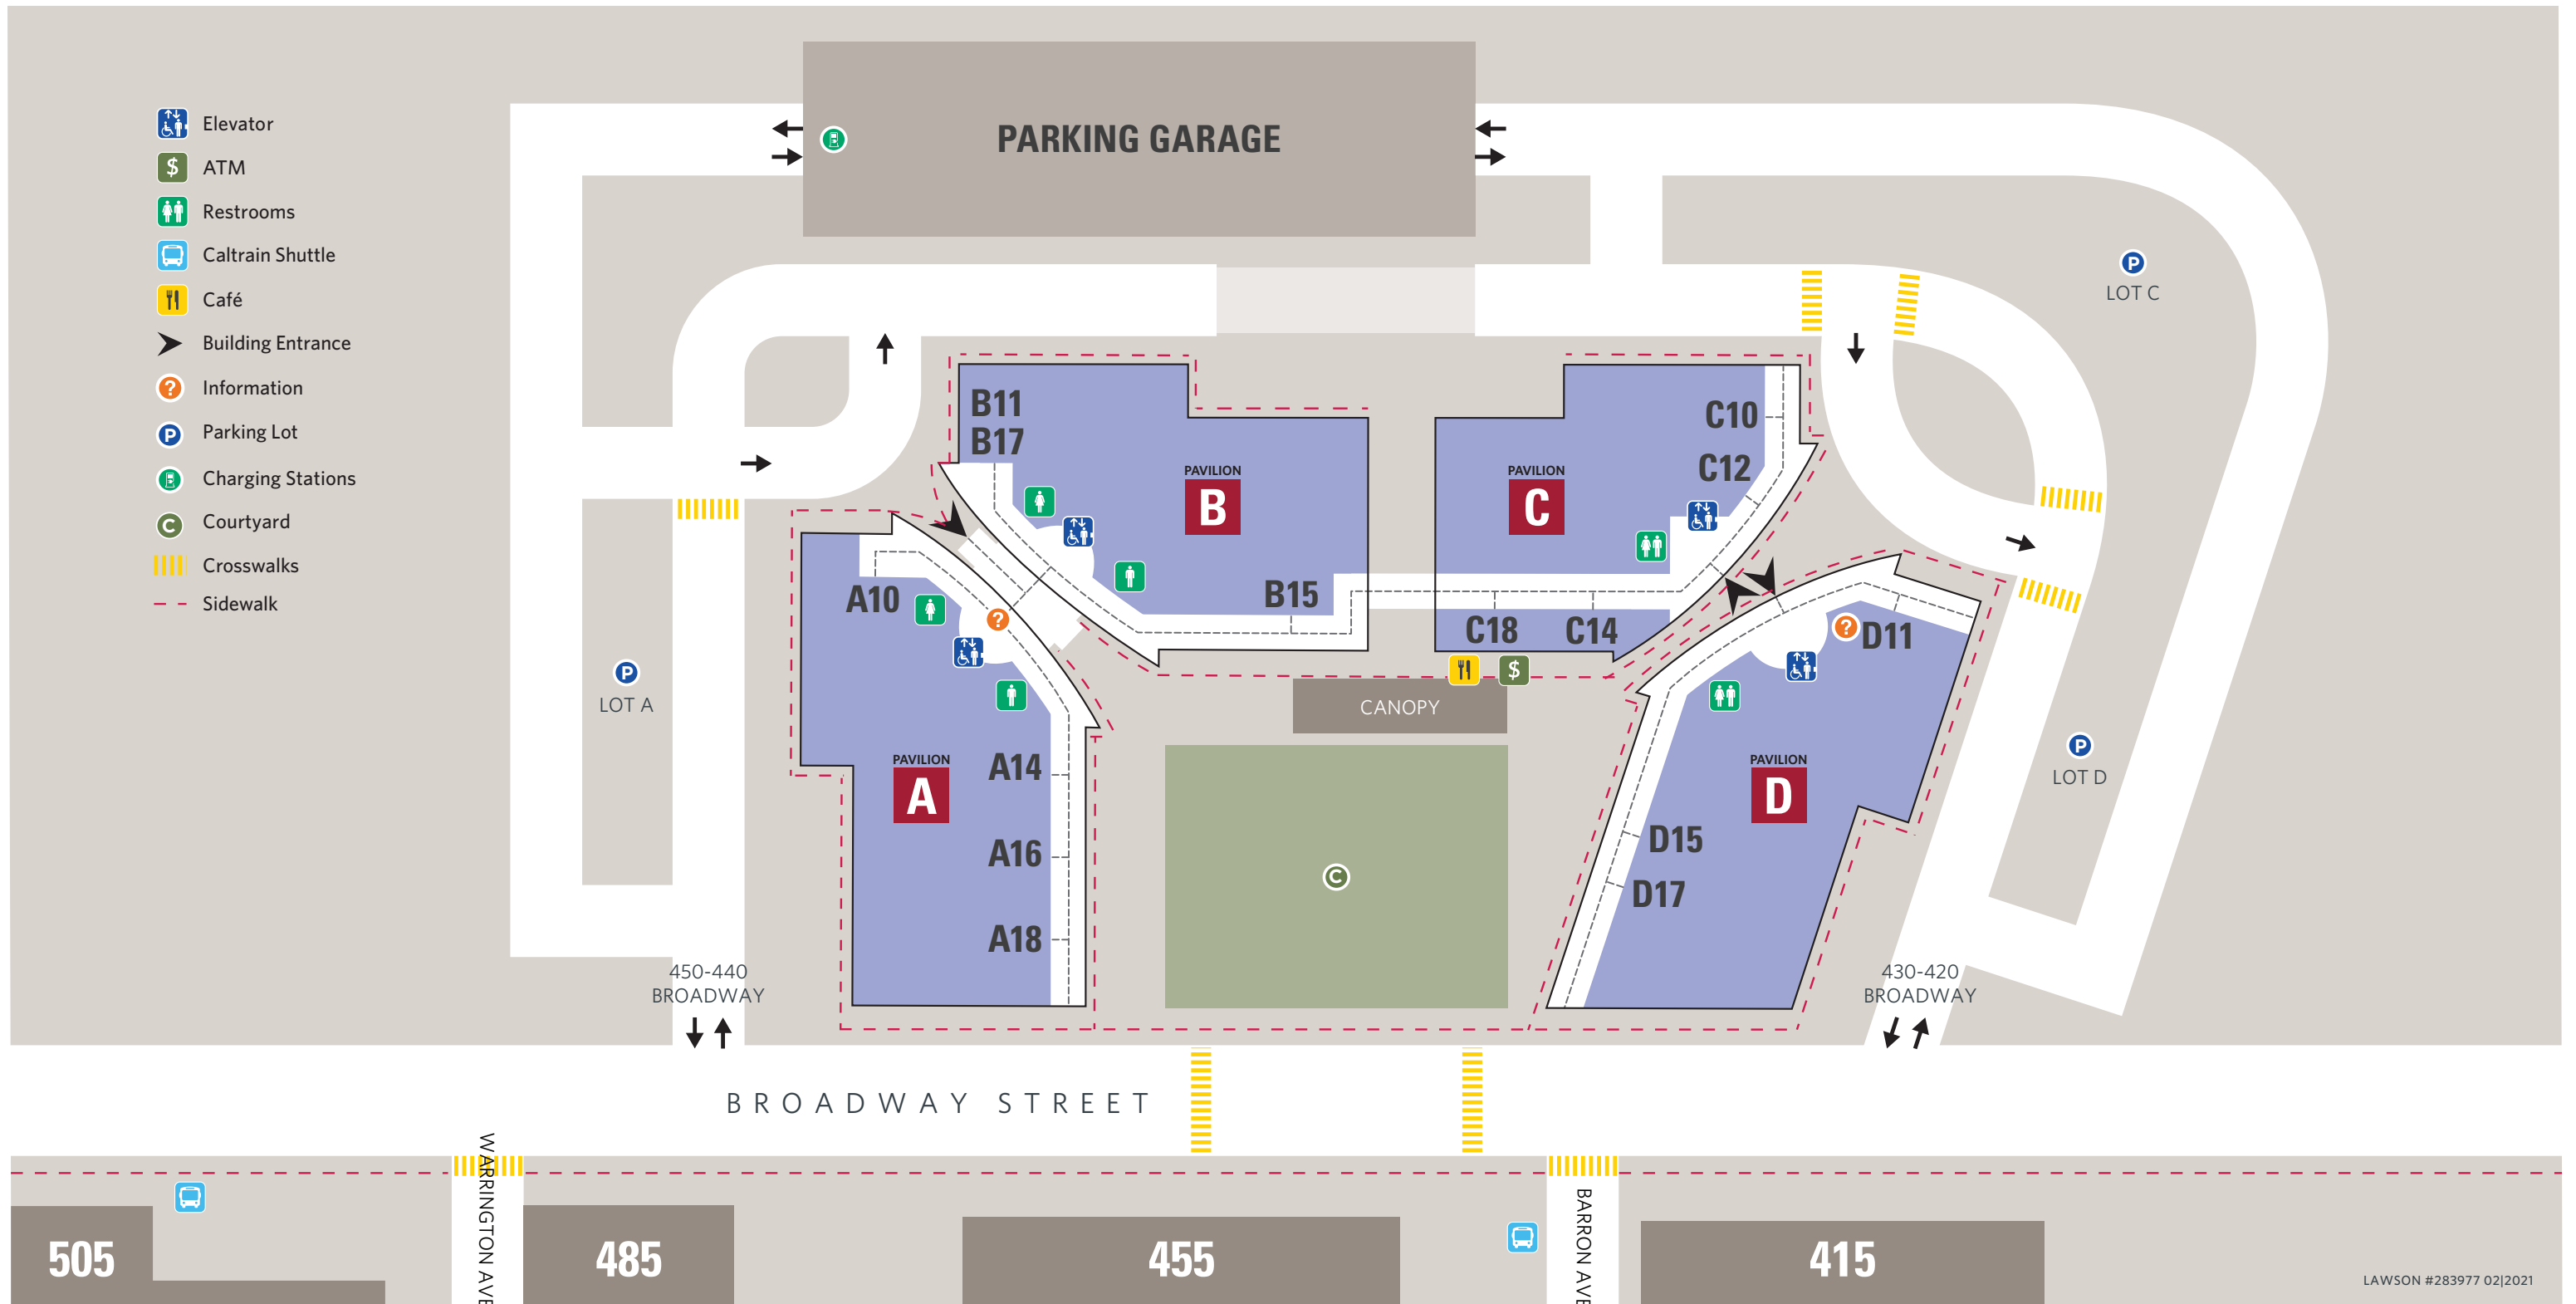 Elevator
$ ATM
Restrooms
Caltrain Shuttle
Café
Building Entrance
? Information
P Parking Lot
Charging Stations
C Courtyard
Crosswalks
Sidewalk
PARKING GARAGE
P
LOT C
B11
B17
PAVILION
B
B15
PAVILION
C
C10
C12
C18
C14
A10
?
PAVILION
A
A14
A16
A18
?
D11
PAVILION
D
D15
D17
$
CANOPY
C
P
LOT A
P
LOT D
450-440
BROADWAY
430-420
BROADWAY
BROADWAY STREET
WARRINGTON AVE
BARRON AVE
505
485
455
415
LAWSON #283977 02|2021